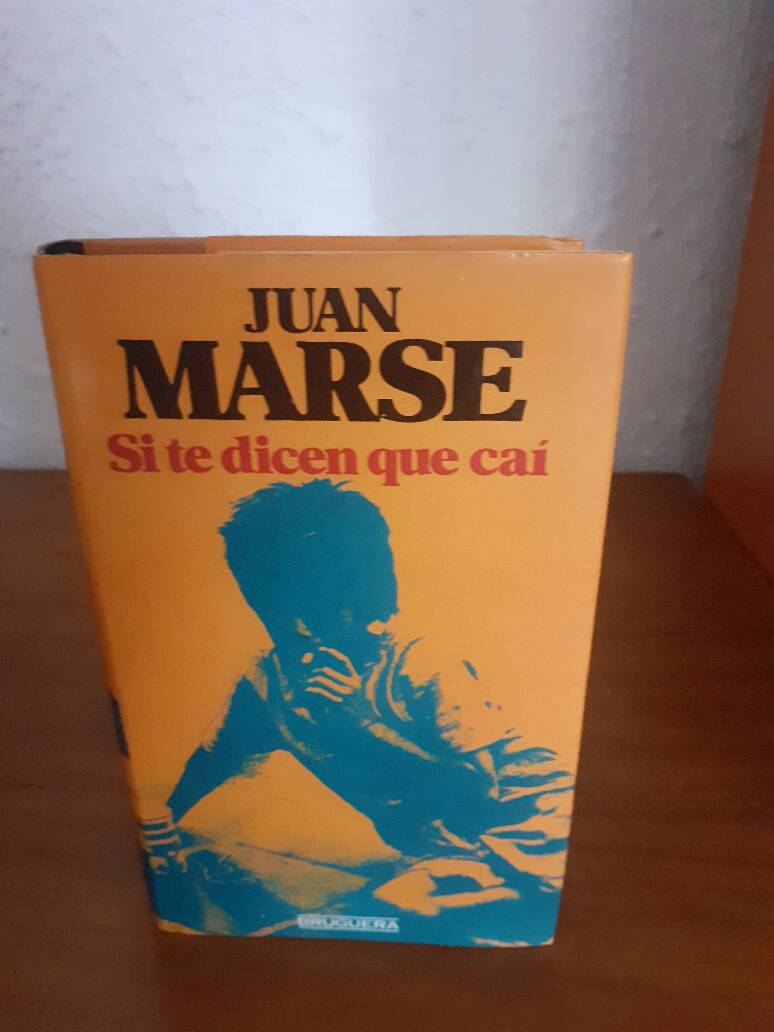 JUAN
MARSE
Si te dicen que caí
BRUGUERA